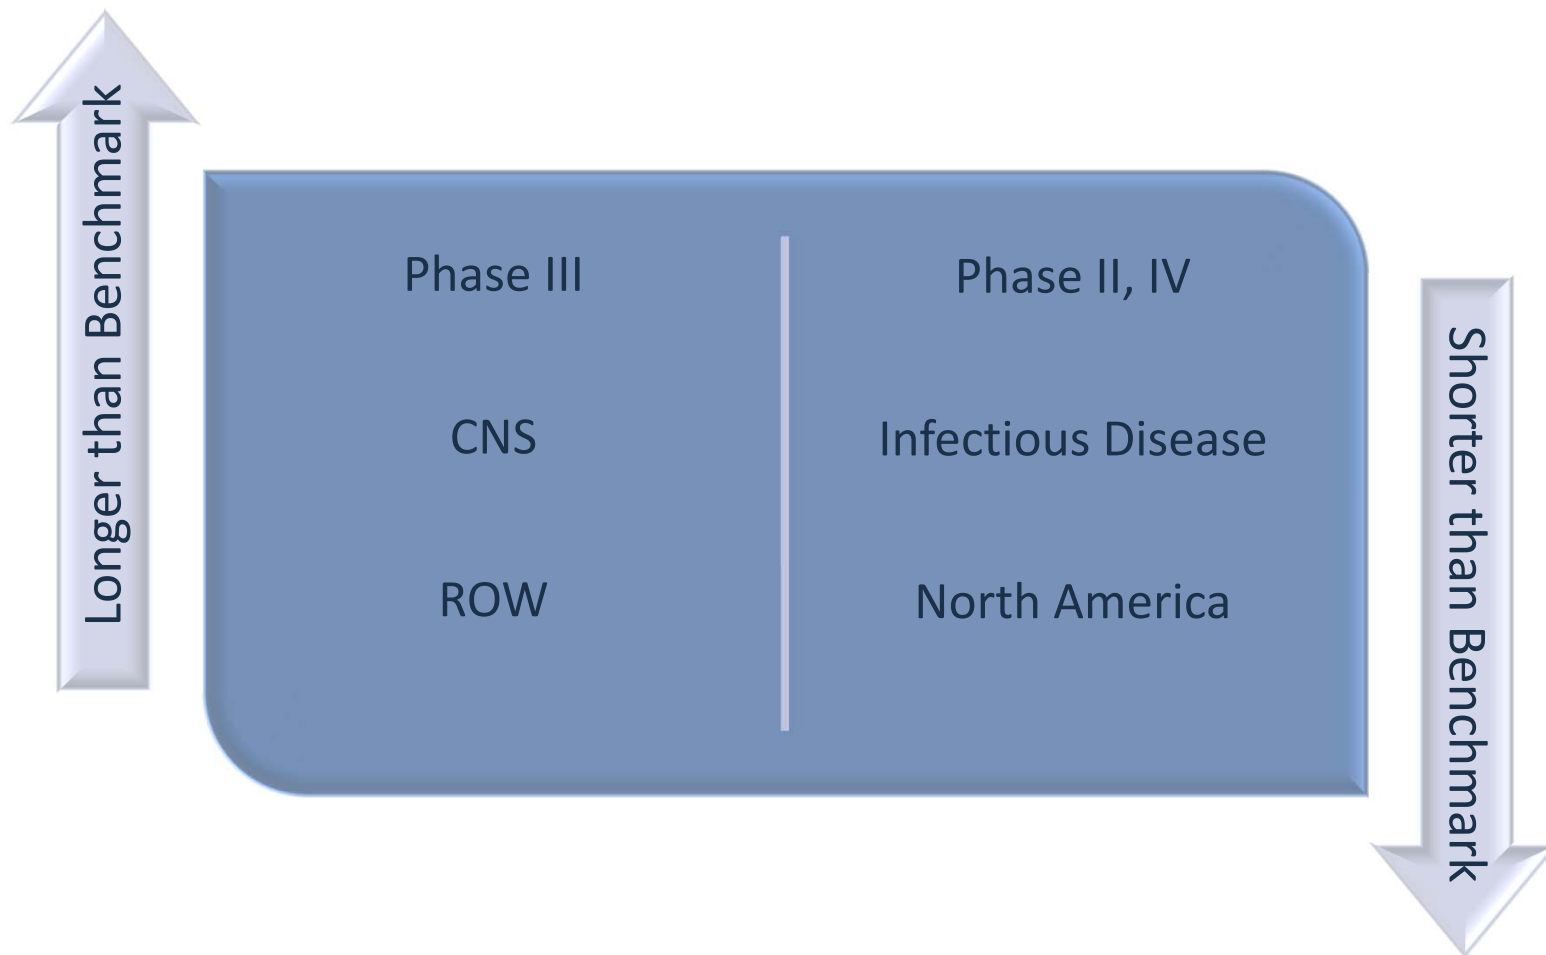 Longer than Benchmark
Phase III
CNS
ROW
Phase II, IV
Infectious Disease
North America
Shorter than Benchmark